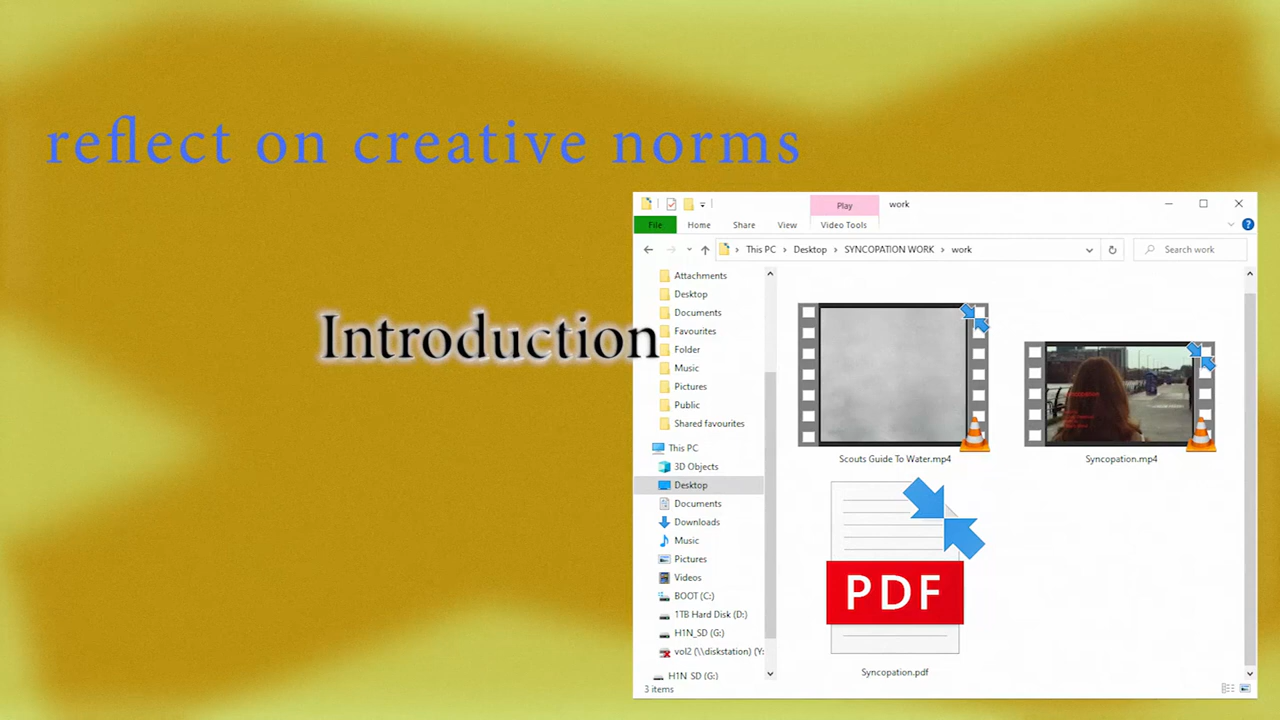 reflect on creative norms
Introduction
Play
work
File
Home
Share
View
Video Tools
This PC
Desktop
SYNCOPATION WORK
work
Search work
Attachments
Desktop
Documents
Favourites
Folder
Music
Pictures
Public
Shared favourites
This PC
3D Objects
Desktop
Documents
Downloads
Music
Pictures
Videos
BOOT (C:)
1TB Hard Disk (D:)
H1N_SD (G:)
vol2 (\\diskstation) (Y:
H1N_SD (G:)
Scouts Guide To Water.mp4
Syncopation.mp4
PDF
Syncopation.pdf
3 items